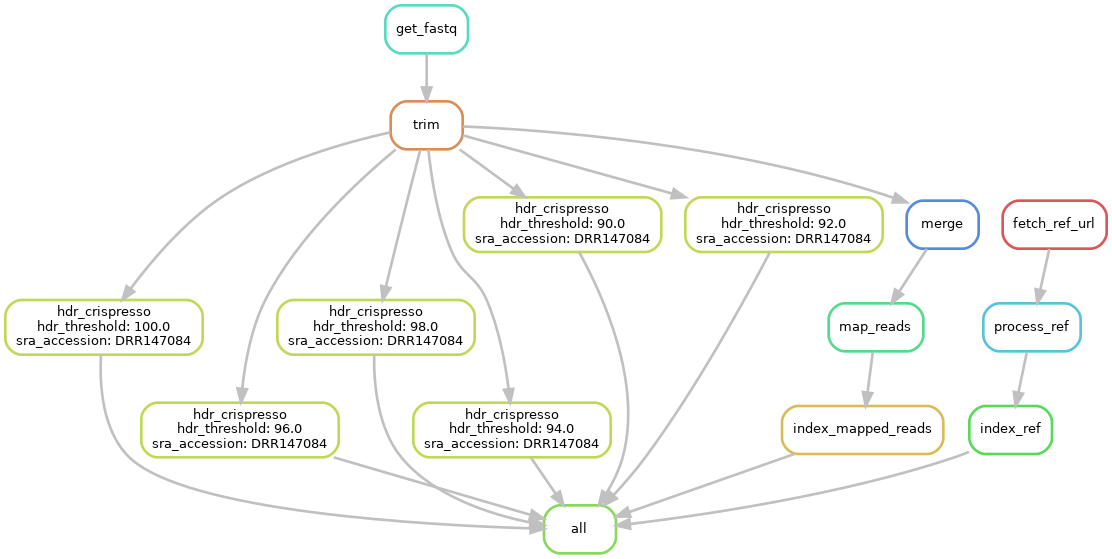 get_fastq
trim
hdr_crispresso
hdr_threshold: 90.0
sra_accession: DRR147084
hdr_crispresso
hdr_threshold: 92.0
sra_accession: DRR147084
merge
fetch_ref_url
hdr_crispresso
hdr_threshold: 100.0
sra_accession: DRR147084
hdr_crispresso
hdr_threshold: 98.0
sra_accession: DRR147084
map_reads
process_ref
hdr_crispresso
hdr_threshold: 96.0
sra_accession: DRR147084
hdr_crispresso
hdr_threshold: 94.0
sra_accession: DRR147084
index_mapped_reads
index_ref
all